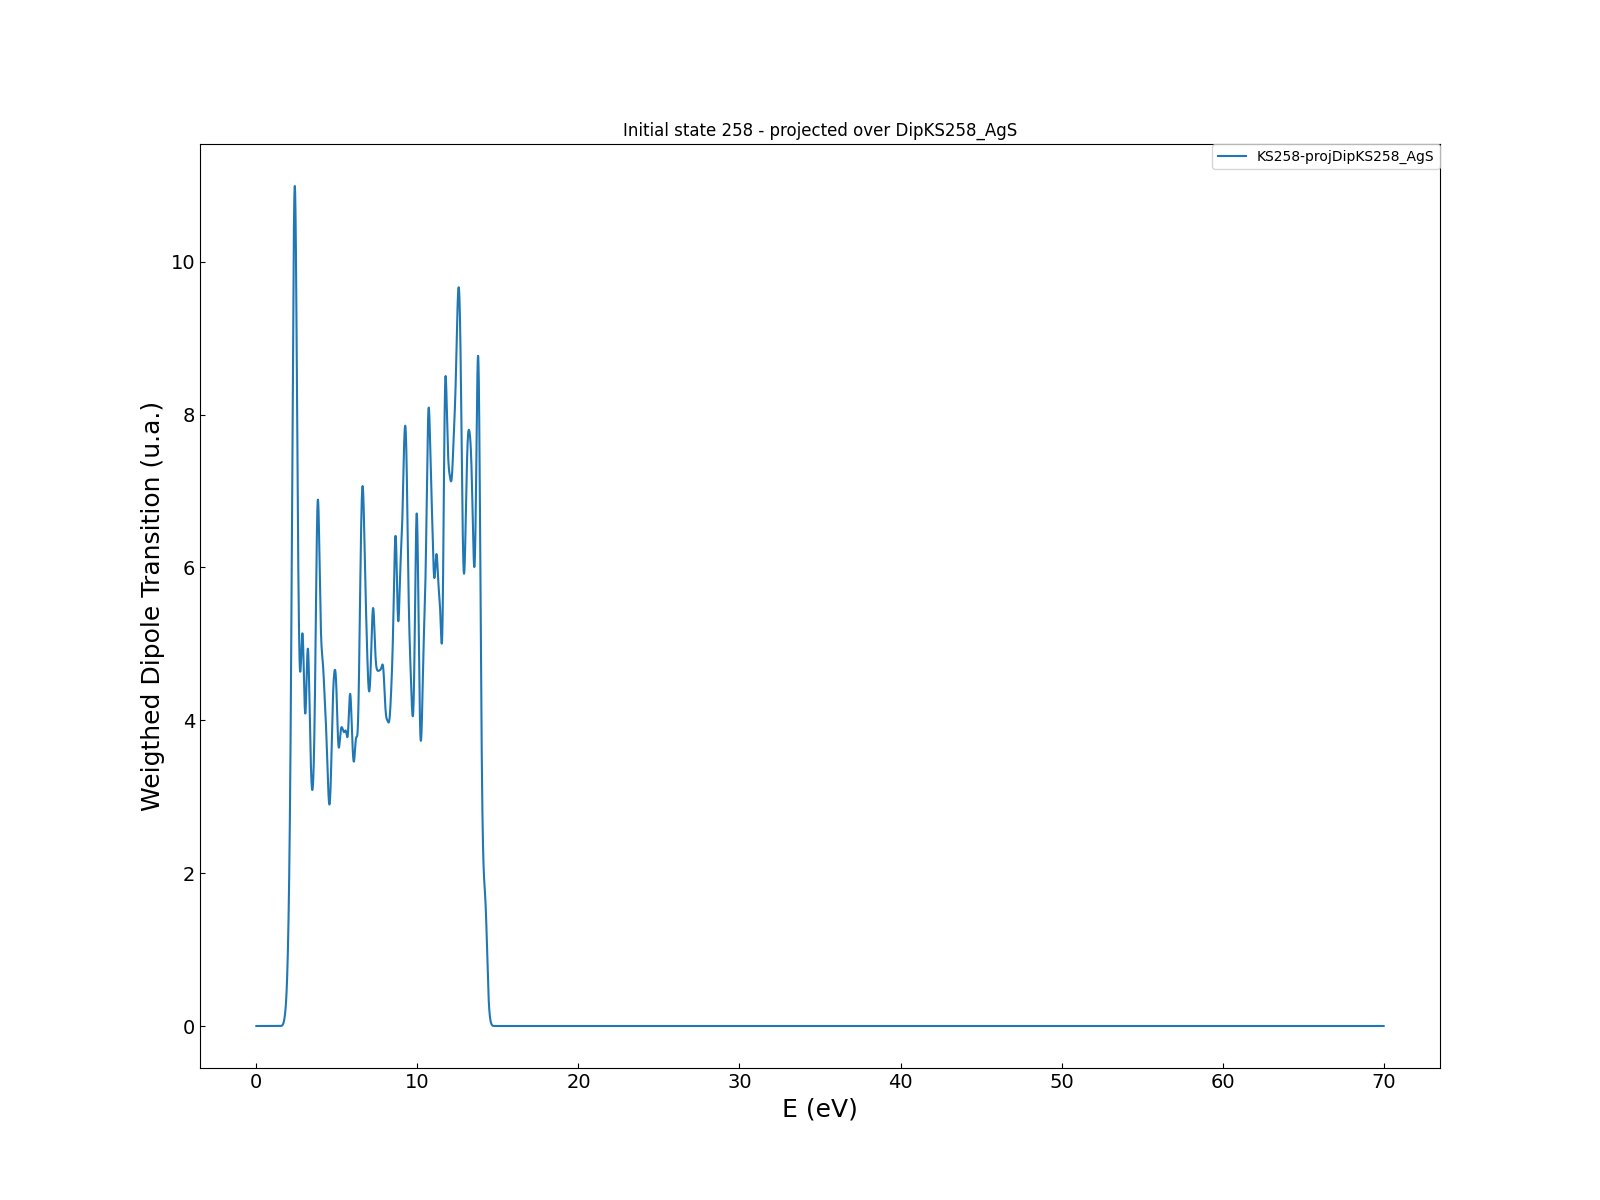 Initial state 258 - projected over DipKS258_AgS
KS258-projDipKS258_AgS
Weigthed Dipole Transition (u.a.)
10
8
6
4
2
0
0 10 20 30 40 50 60 70
E (eV)